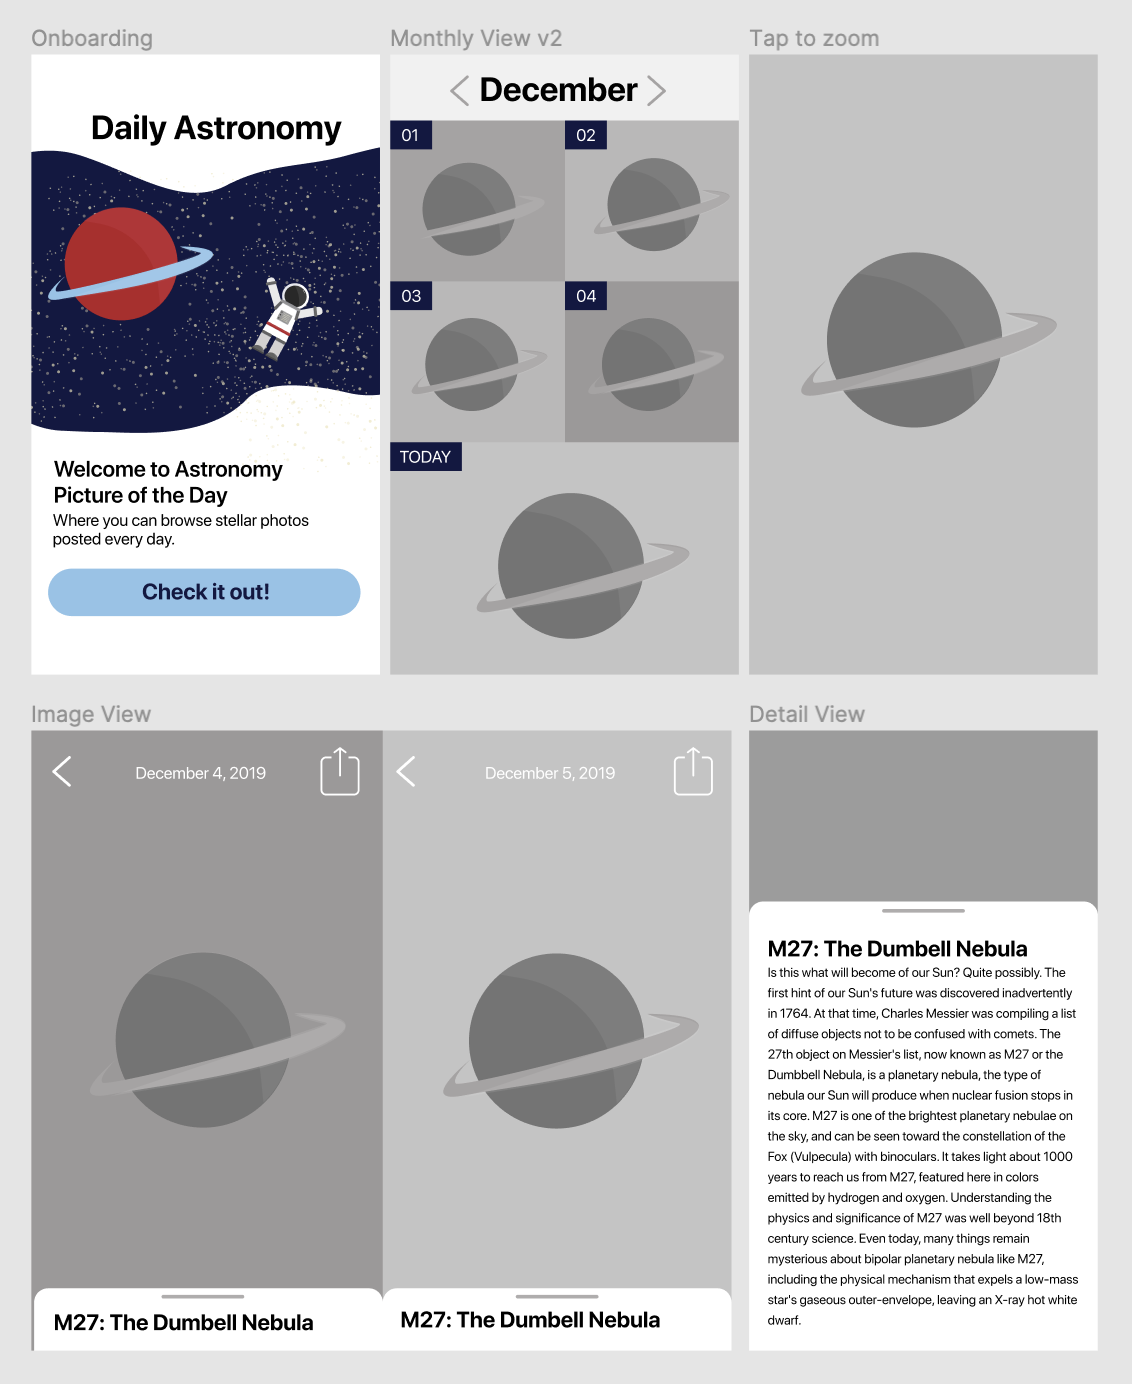 Onboarding
Monthly View v2
Tap to zoom
Daily Astronomy
Welcome to Astronomy
Picture of the Day
Where you can browse stellar photos
posted every day.
Check it out!
December
01
02
03
04
TODAY
Image View
Detail View
December 4, 2019
M27: The Dumbell Nebula
December 5, 2019
M27: The Dumbell Nebula
M27: The Dumbell Nebula
Is this what will become of our Sun? Quite possibly. The
first hint of our Sun's future was discovered inadvertently
in 1764. At that time, Charles Messier was compiling a list
of diffuse objects not to be confused with comets. The
27th object on Messier's list, now known as M27 or the
Dumbbell Nebula, is a planetary nebula, the type of
nebula our Sun will produce when nuclear fusion stops in
its core. M27 is one of the brightest planetary nebulae on
the sky, and can be seen toward the constellation of the
Fox (Vulpecula) with binoculars. It takes light about 1000
years to reach us from M27, featured here in colors
emitted by hydrogen and oxygen. Understanding the
physics and significance of M27 was well beyond 18th
century science. Even today, many things remain
mysterious about bipolar planetary nebula like M27,
including the physical mechanism that expels a low-mass
star's gaseous outer-envelope, leaving an X-ray hot white
dwarf.